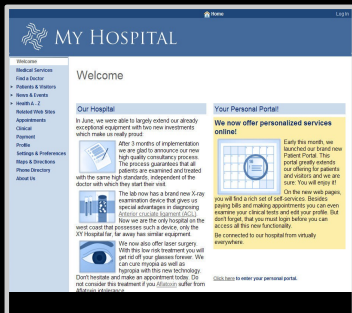 Home
Log In
MY HOSPITAL
Welcome
Medical Services
Find a Doctor
Patients & Visitors
News & Events
Health A - Z
Related Web Sites
Appointments
Clinical
Payment
Profile
Settings & Preferences
Maps & Directions
Phone Directory
About Us
Welcome
Our Hospital
In June, we were able to largely extend our already
exceptional equipment with two new investments
which make us really proud:
After 3 months of implementation
we are glad to announce our new
high quality consultancy process.
The process guarantees that all
patients are examined and treated
with the same high standards, independent of the
doctor with which they start their visit.
The lab now has a brand new X-ray
examination device that gives us
special advantages in diagnosing
Anterior cruciate ligament (ACL).
Now we are the only hospital on the
west coast that possesses such a device, only the
XY Hospital far, far away has similar equipment.
We now also offer laser surgery.
With this low risk treatment you will
get rid off your glasses forever. We
can cure myopia as well as
hypropia with this new technology.
Don't hesitate and make an appointment today. Do
not consider this treatment if you Aflatoxin suffer from
Aflatoxin intolerance.
Your Personal Portal!
We now offer personalized services
online!
Early this month, we
launched our brand new
Patient Portal. This
portal greatly extends
our offering for patients
and visitors and we are
sure: You will enjoy it!
On the new web pages,
you will find a rich set of self-services. Besides
paying bills and making appointments you can even
examine your clinical tests and edit your profile. But
don't forget, that you must login before you can
access all this new functionality.
Be connected to our hospital from virtually
everywhere.
Click here to enter your personal portal.